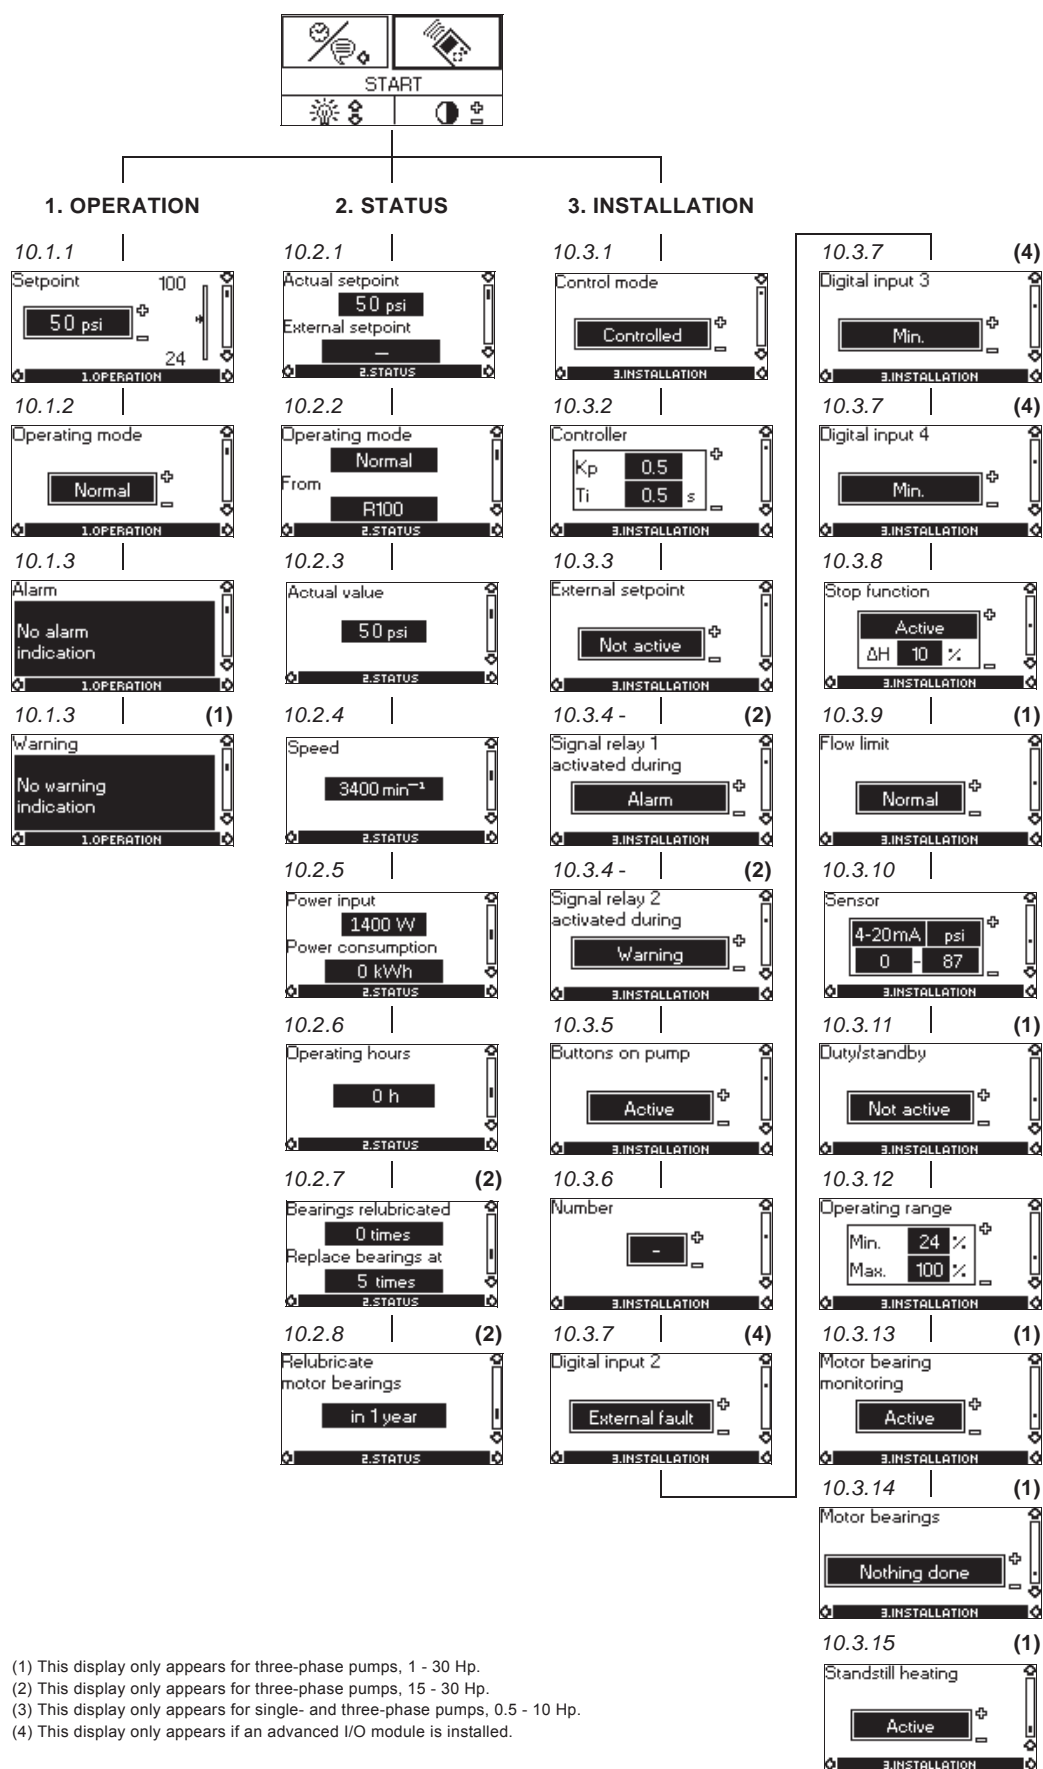 START
1. OPERATION
2. STATUS
3. INSTALLATION
10.1.1
Setpoint
100
50 psi
24
1.OPERATION
10.1.2
Operating mode
Normal
1.OPERATION
10.1.3
Alarm
No alarm
indication
1.OPERATION
10.1.3 (1)
Warning
No warning
indication
1.OPERATION
10.2.1
Actual setpoint
50 psi
External setpoint
–
2.STATUS
10.2.2
Operating mode
Normal
From
R100
2.STATUS
10.2.3
Actual value
50 psi
2.STATUS
10.2.4
Speed
3400 min⁻¹
2.STATUS
10.2.5
Power input
1400 W
Power consumption
0 kWh
2.STATUS
10.2.6
Operating hours
0 h
2.STATUS
10.2.7 (2)
Bearings relubricated
0 times
Replace bearings at
5 times
2.STATUS
10.2.8 (2)
Relubricate
motor bearings
in 1 year
2.STATUS
10.3.1
Control mode
Controlled
3.INSTALLATION
10.3.2
Controller
Kp 0.5
Ti 0.5 s
3.INSTALLATION
10.3.3
External setpoint
Not active
3.INSTALLATION
10.3.4 - (2)
Signal relay 1
activated during
Alarm
3.INSTALLATION
10.3.4 - (2)
Signal relay 2
activated during
Warning
3.INSTALLATION
10.3.5
Buttons on pump
Active
3.INSTALLATION
10.3.6
Number
-
3.INSTALLATION
10.3.7 (4)
Digital input 2
External fault
3.INSTALLATION
10.3.7 (4)
Digital input 3
Min.
3.INSTALLATION
10.3.7 (4)
Digital input 4
Min.
3.INSTALLATION
10.3.8
Stop function
Active
ΔH 10 %
3.INSTALLATION
10.3.9 (1)
Flow limit
Normal
3.INSTALLATION
10.3.10
Sensor
4-20mA psi
0 - 87
3.INSTALLATION
10.3.11 (1)
Duty/standby
Not active
3.INSTALLATION
10.3.12
Operating range
Min. 24 %
Max. 100 %
3.INSTALLATION
10.3.13 (1)
Motor bearing
monitoring
Active
3.INSTALLATION
10.3.14 (1)
Motor bearings
Nothing done
3.INSTALLATION
10.3.15 (1)
Standstill heating
Active
3.INSTALLATION
(1) This display only appears for three-phase pumps, 1 - 30 Hp.
(2) This display only appears for three-phase pumps, 15 - 30 Hp.
(3) This display only appears for single- and three-phase pumps, 0.5 - 10 Hp.
(4) This display only appears if an advanced I/O module is installed.